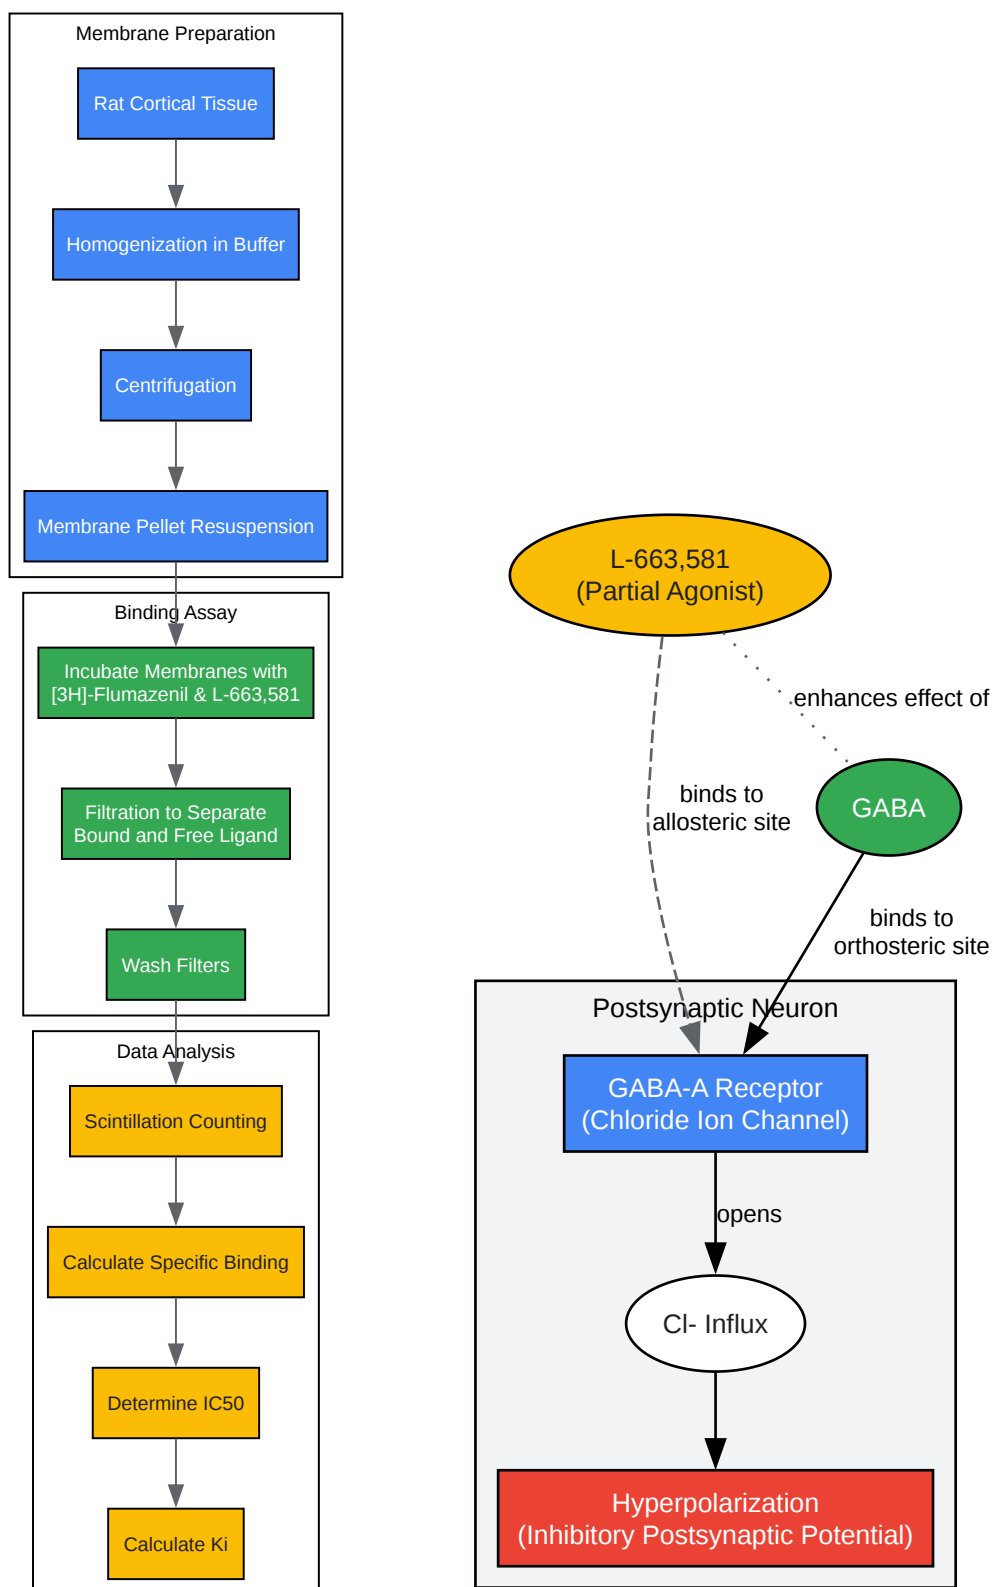 Membrane Preparation
Rat Cortical Tissue
Homogenization in Buffer
Centrifugation
Membrane Pellet Resuspension
Binding Assay
Incubate Membranes with
[3H]-Flumazenil & L-663,581
Filtration to Separate
Bound and Free Ligand
Wash Filters
Data Analysis
Scintillation Counting
Calculate Specific Binding
Determine IC50
Calculate Ki
L-663,581
(Partial Agonist)
enhances effect of
GABA
binds to
allosteric site
binds to
orthosteric site
Postsynaptic Neuron
GABA-A Receptor
(Chloride Ion Channel)
opens
Cl- Influx
Hyperpolarization
(Inhibitory Postsynaptic Potential)